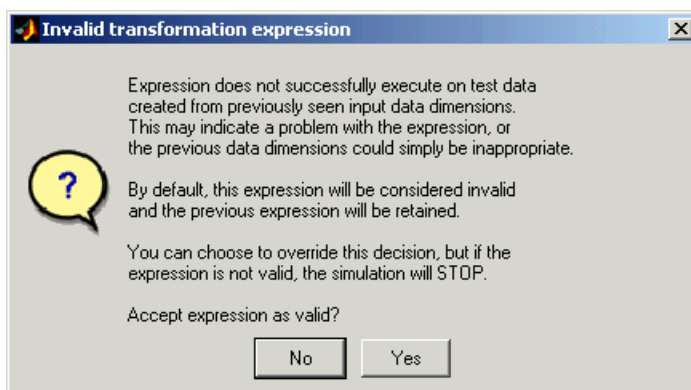 Invalid transformation expression
Expression does not successfully execute on test data
created from previously seen input data dimensions.
This may indicate a problem with the expression, or
the previous data dimensions could simply be inappropriate.
By default, this expression will be considered invalid
and the previous expression will be retained.
You can choose to override this decision, but if the
expression is not valid, the simulation will STOP.
Accept expression as valid?
No Yes